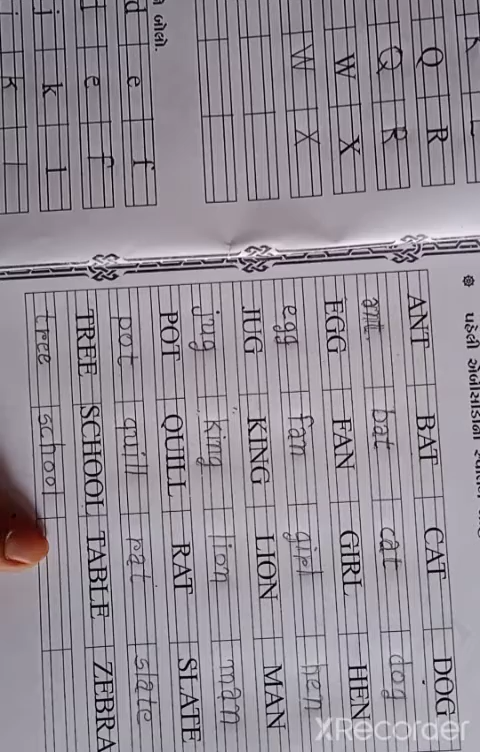 Q R
Q R
W X
W X
બોલો.
d e f
d e f
j k l
j k l
ANT BAT CAT DOG
ant bat cat dog
EGG FAN GIRL HEN
egg fan girl hen
JUG KING LION MAN
jug king lion man
POT QUILL RAT SLATE
pot quill rat slate
TREE SCHOOL TABLE ZEBRA
tree school
XRecorder